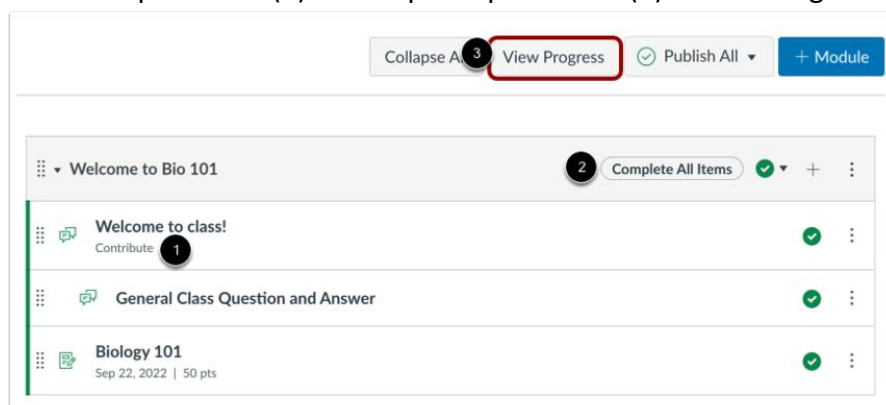 Collapse A 3 View Progress Publish All + Module
Welcome to Bio 101 2 Complete All Items
Welcome to class!
Contribute 1
General Class Question and Answer
Biology 101
Sep 22, 2022 | 50 pts